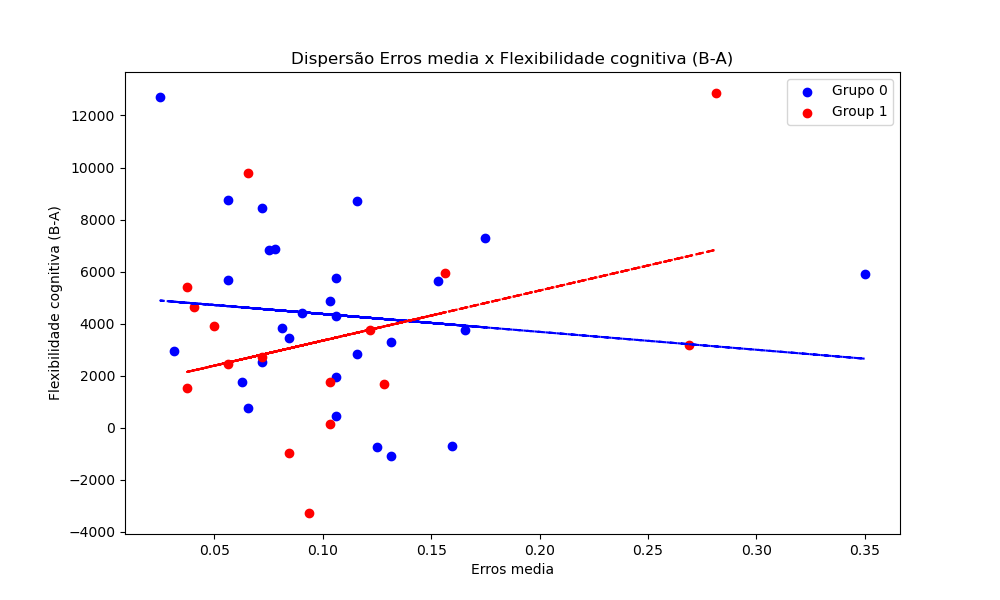 Dispersão Erros media x Flexibilidade cognitiva (B-A)
Grupo 0
Group 1
12000
10000
8000
6000
4000
2000
0
−2000
−4000
Flexibilidade cognitiva (B-A)
0.05 0.10 0.15 0.20 0.25 0.30 0.35
Erros media